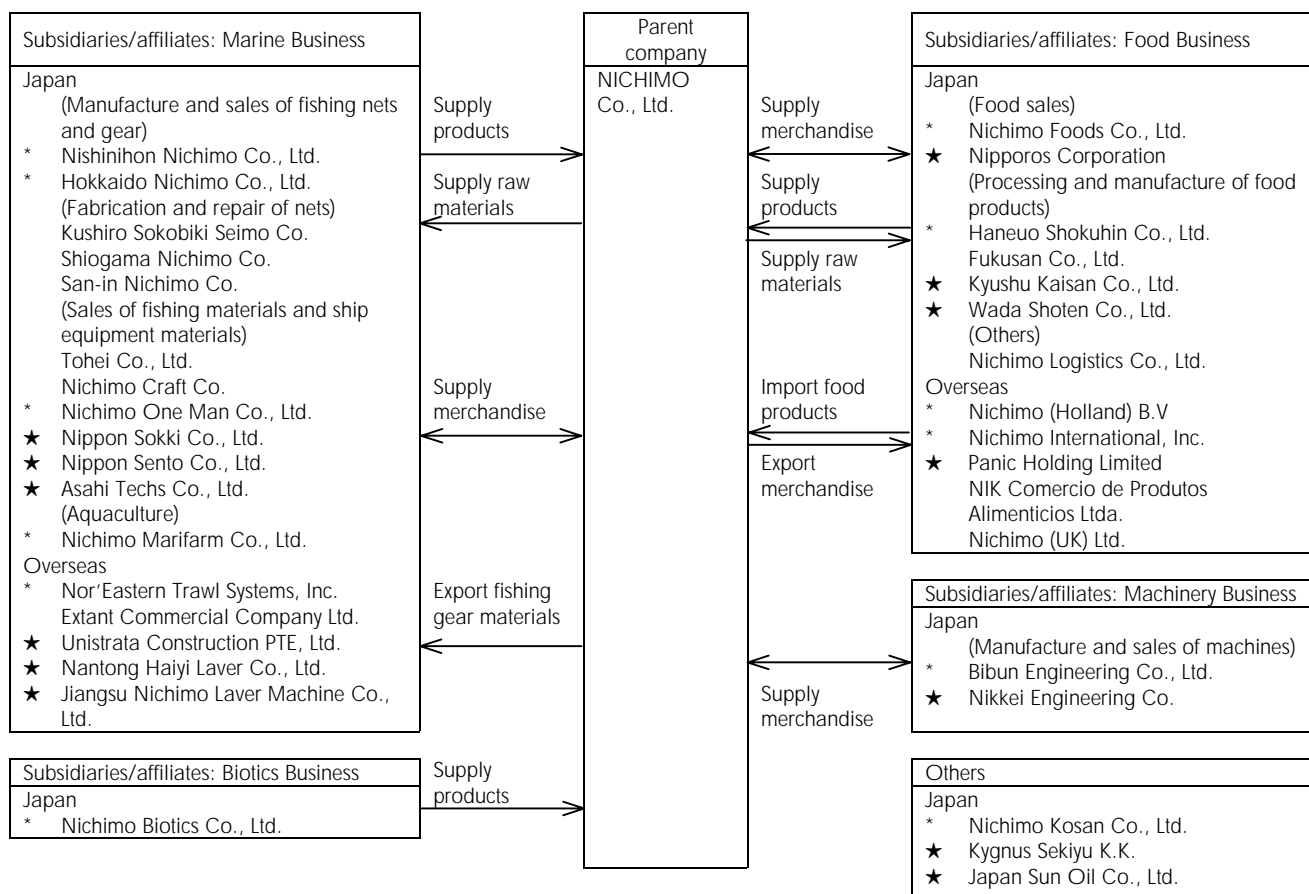 Subsidiaries/affiliates: Marine Business
Japan
(Manufacture and sales of fishing nets
and gear)
* Nishinihon Nichimo Co., Ltd.
* Hokkaido Nichimo Co., Ltd.
(Fabrication and repair of nets)
Kushiro Sokobiki Seimo Co.
Shiogama Nichimo Co.
San-in Nichimo Co.
(Sales of fishing materials and ship
equipment materials)
Tohei Co., Ltd.
Nichimo Craft Co.
* Nichimo One Man Co., Ltd.
★ Nippon Sokki Co., Ltd.
★ Nippon Sento Co., Ltd.
★ Asahi Techs Co., Ltd.
(Aquaculture)
* Nichimo Marifarm Co., Ltd.
Overseas
* Nor’Eastern Trawl Systems, Inc.
Extant Commercial Company Ltd.
★ Unistrata Construction PTE, Ltd.
★ Nantong Haiyi Laver Co., Ltd.
★ Jiangsu Nichimo Laver Machine Co.,
Ltd.
Subsidiaries/affiliates: Biotics Business
Japan
* Nichimo Biotics Co., Ltd.
Supply
products
Supply raw
materials
Supply
merchandise
Export fishing
gear materials
Supply
products
Parent
company
NICHIMO
Co., Ltd.
Supply
merchandise
Supply
products
Supply raw
materials
Import food
products
Export
merchandise
Supply
merchandise
Subsidiaries/affiliates: Food Business
Japan
(Food sales)
* Nichimo Foods Co., Ltd.
★ Nipporos Corporation
(Processing and manufacture of food
products)
* Haneuo Shokuhin Co., Ltd.
Fukusan Co., Ltd.
★ Kyushu Kaisan Co., Ltd.
★ Wada Shoten Co., Ltd.
(Others)
Nichimo Logistics Co., Ltd.
Overseas
* Nichimo (Holland) B.V
* Nichimo International, Inc.
★ Panic Holding Limited
NIK Comercio de Produtos
Alimenticios Ltda.
Nichimo (UK) Ltd.
Subsidiaries/affiliates: Machinery Business
Japan
(Manufacture and sales of machines)
* Bibun Engineering Co., Ltd.
★ Nikkei Engineering Co.
Others
Japan
* Nichimo Kosan Co., Ltd.
★ Kygnus Sekiyu K.K.
★ Japan Sun Oil Co., Ltd.